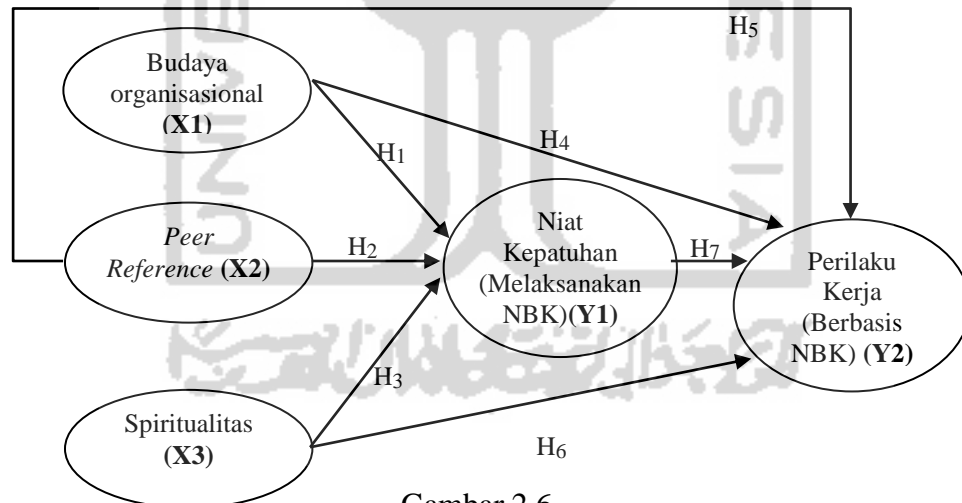 H5
Budaya
organisasional
(X1)
H4
H1
Peer
Reference (X2)
H2
Niat
Kepatuhan
(Melaksanakan
NBK)(Y1)
H7
Perilaku
Kerja
(Berbasis
NBK) (Y2)
H3
Spiritualitas
(X3)
H6
Gambar 2.6